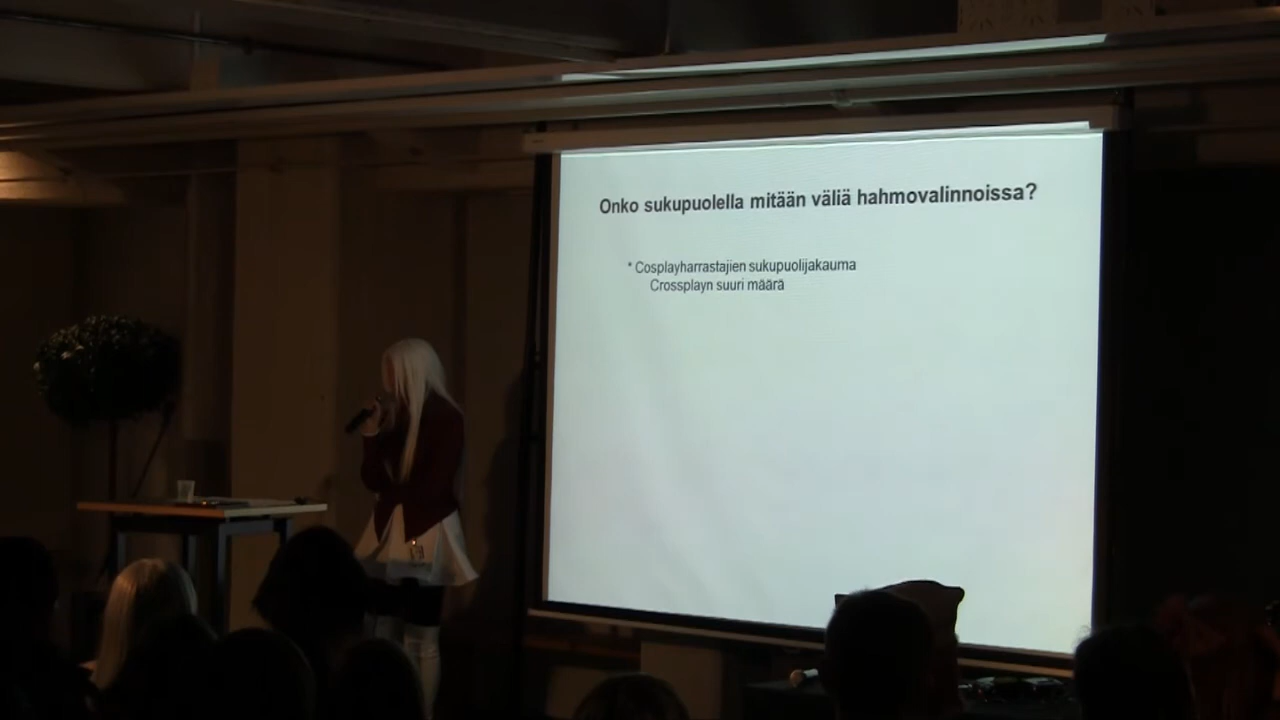 Onko sukupuolella mitään väliä hahmovalinnoissa?
* Cosplayharrastajien sukupuolijakauma
Crossplayn suuri määrä